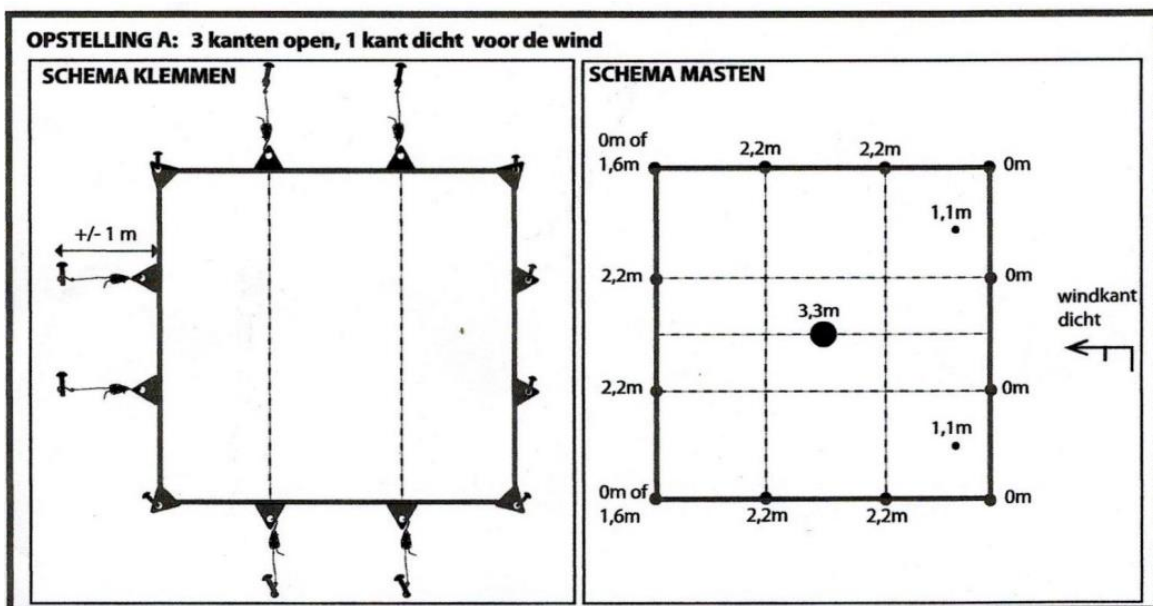 OPSTELLING A: 3 kanten open, 1 kant dicht voor de wind
SCHEMA KLEMMEN
+/- 1 m
SCHEMA MASTEN
0m of
1,6m
2,2m
2,2m
0m
1,1m
2,2m
0m
3,3m
windkant
dicht
2,2m
0m
1,1m
0m of
1,6m
2,2m
2,2m
0m